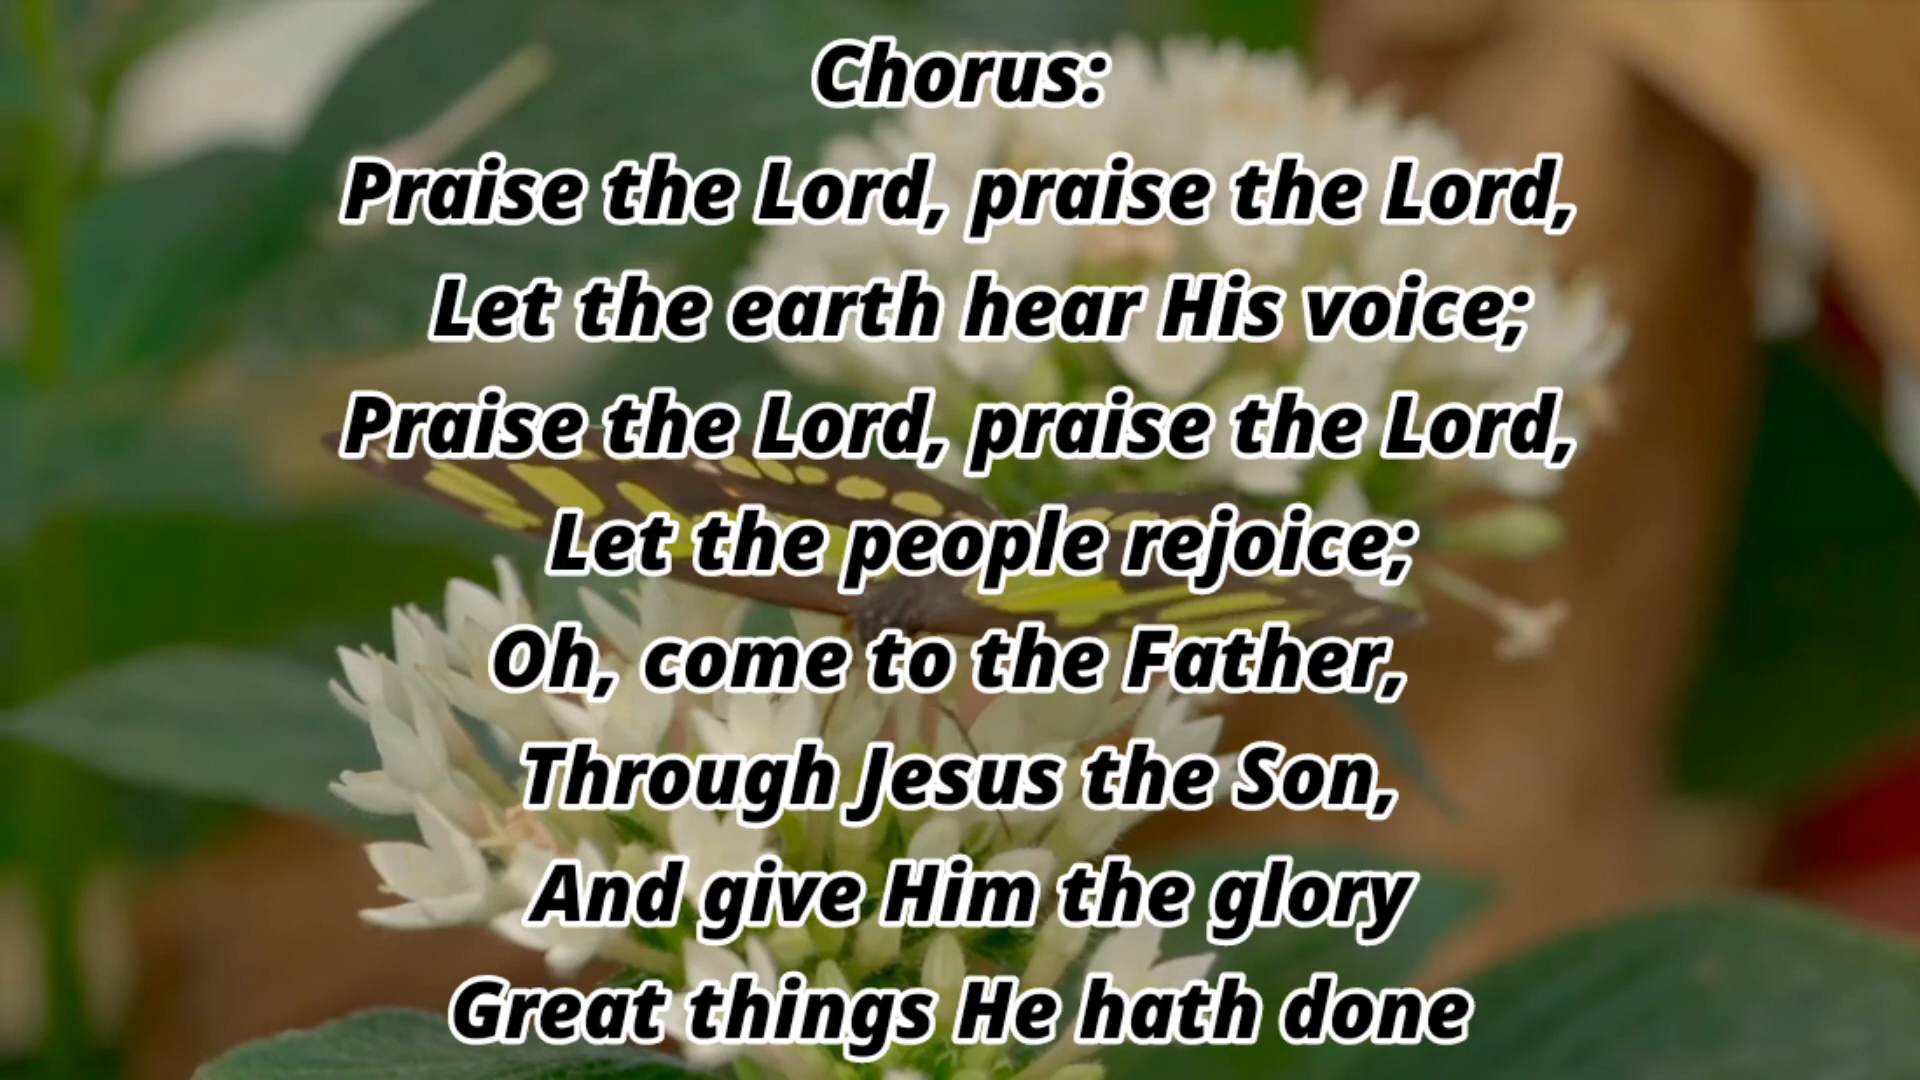 Chorus:
Praise the Lord, praise the Lord,
Let the earth hear His voice;
Praise the Lord, praise the Lord,
Let the people rejoice;
Oh, come to the Father,
Through Jesus the Son,
And give Him the glory
Great things He hath done